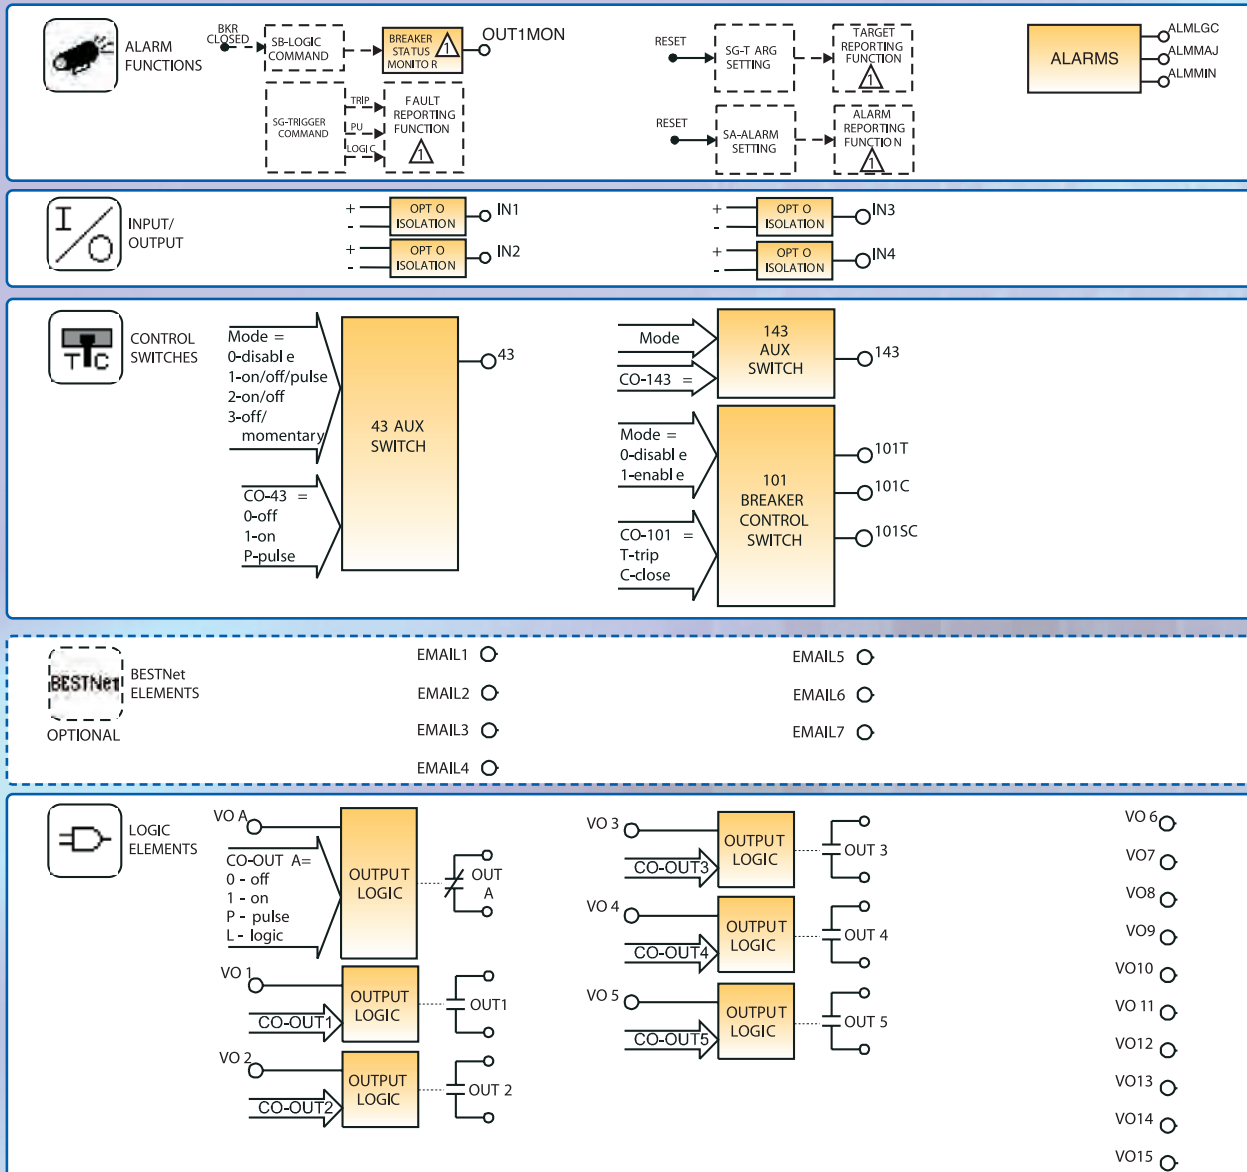 ALARM
FUNCTIONS
BKR
CLOSED
SB-LOGIC
COMMAND
BREAKER
STATUS
MONITOR
1
OUT1MON
SG-TRIGGER
COMMAND
TRIP
PU
LOGIC
FAULT
REPORTING
FUNCTION
1
RESET
SG-TARG
SETTING
TARGET
REPORTING
FUNCTION
1
RESET
SA-ALARM
SETTING
ALARM
REPORTING
FUNCTION
1
ALARMS
ALMLGC
ALMMAJ
ALMMIN
I/O
INPUT/
OUTPUT
+
-
OPTO
ISOLATION
IN1
+
-
OPTO
ISOLATION
IN2
+
-
OPTO
ISOLATION
IN3
+
-
OPTO
ISOLATION
IN4
T C
CONTROL
SWITCHES
Mode =
0-disable
1-on/off/pulse
2-on/off
3-off/
momentary
CO-43 =
0-off
1-on
P-pulse
43 AUX
SWITCH
43
Mode
CO-143 =
143
AUX
SWITCH
143
Mode =
0-disable
1-enable
CO-101 =
T-trip
C-close
101
BREAKER
CONTROL
SWITCH
101T
101C
101SC
BESTNet
BESTNet
ELEMENTS
OPTIONAL
EMAIL1
EMAIL2
EMAIL3
EMAIL4
EMAIL5
EMAIL6
EMAIL7
LOGIC
ELEMENTS
VO A
CO-OUT A=
0 - off
1 - on
P - pulse
L - logic
OUTPUT
LOGIC
OUT
A
VO 1
CO-OUT1
OUTPUT
LOGIC
OUT1
VO 2
CO-OUT2
OUTPUT
LOGIC
OUT 2
VO 3
CO-OUT3
OUTPUT
LOGIC
OUT 3
VO 4
CO-OUT4
OUTPUT
LOGIC
OUT 4
VO 5
CO-OUT5
OUTPUT
LOGIC
OUT 5
VO 6
VO7
VO8
VO9
VO10
VO 11
VO12
VO13
VO14
VO15